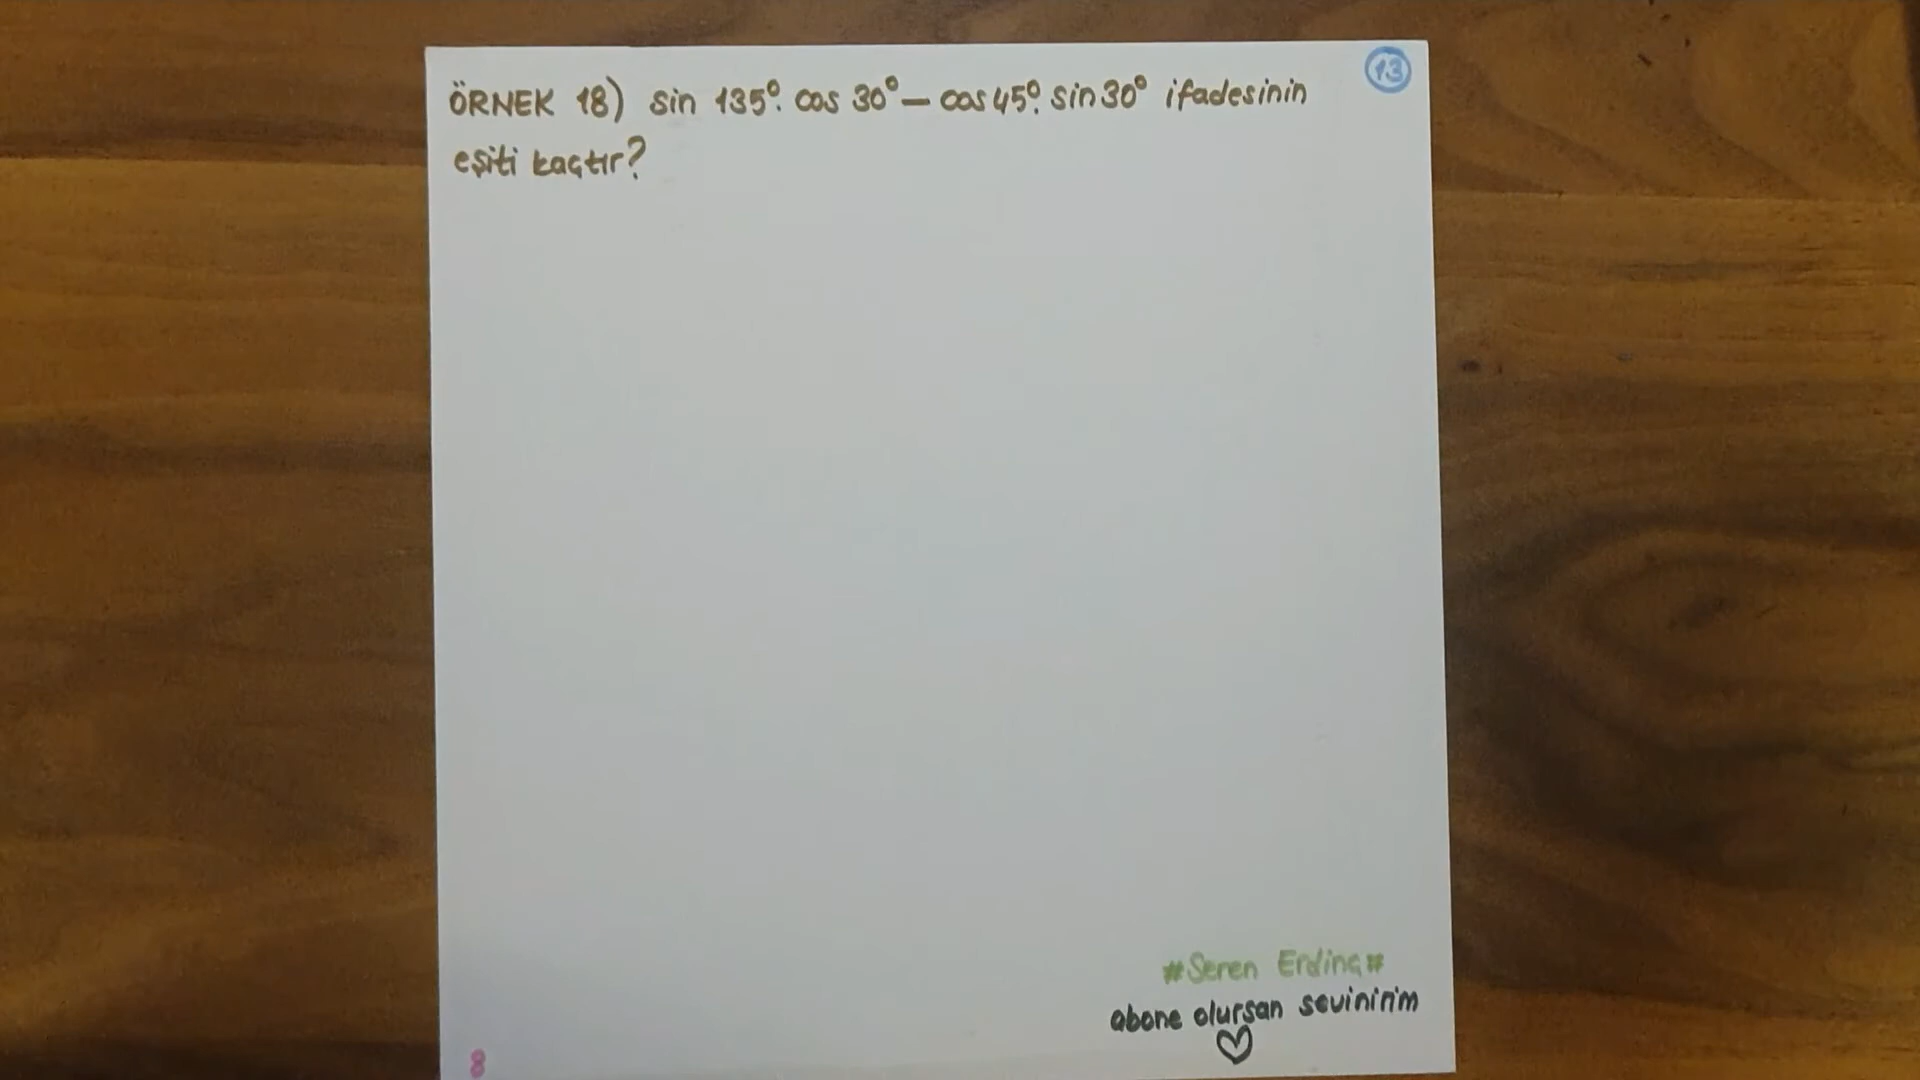 13
ÖRNEK 18) sin 135°. cos 30° – cos 45°. sin 30° ifadesinin
eşiti kaçtır?
#Seren Erdinç#
abone olursan sevinirim
8